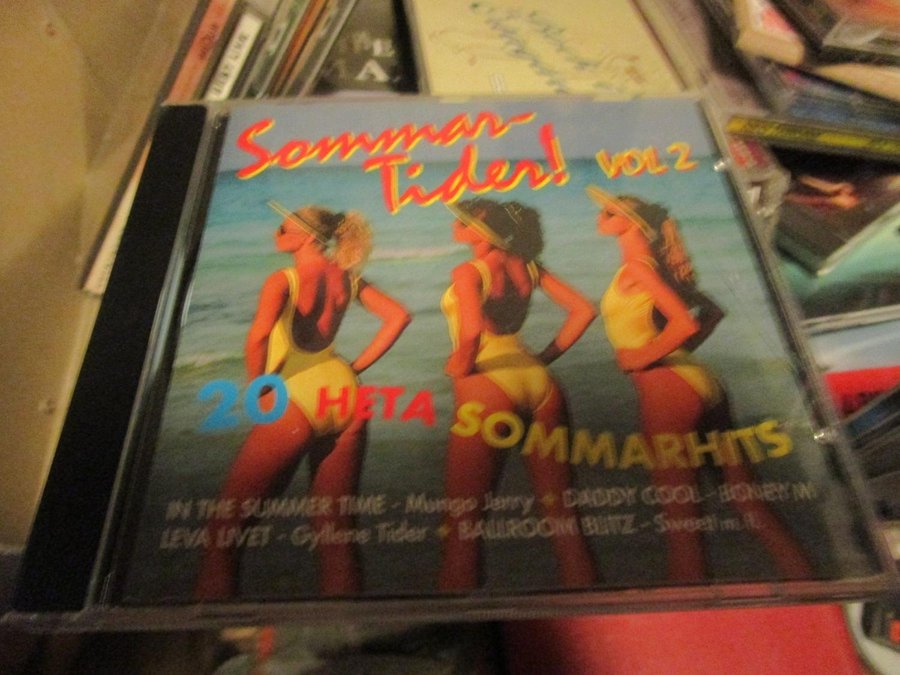 Sommar-
Tider! VOL 2
20 HETA SOMMARHITS
IN THE SUMMER TIME - Mungo Jerry + DADDY COOL - BONEY M.
LEVA LIVET - Gyllene Tider + BALLROOM BLITZ - Sweet m.fl.